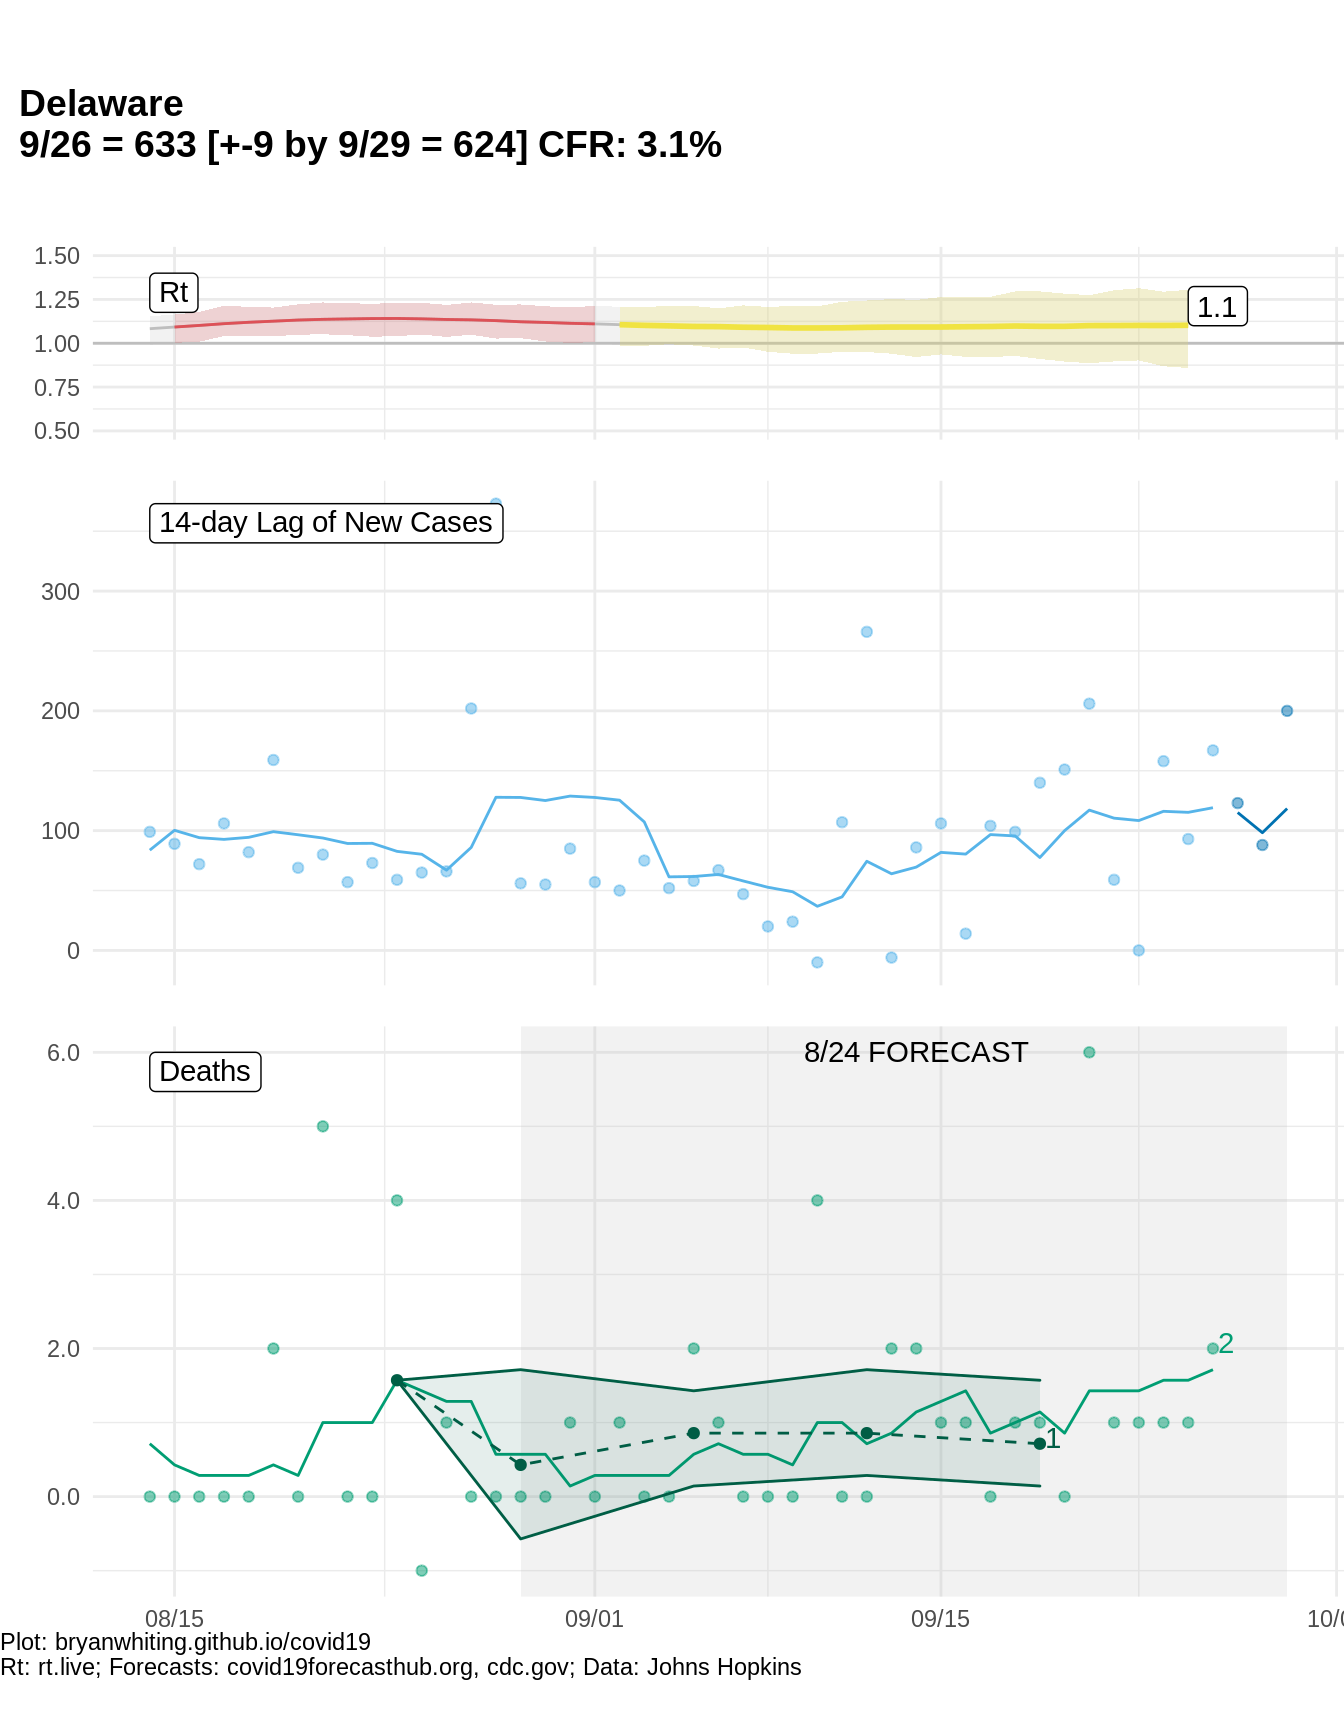 Delaware
9/26 = 633 [+-9 by 9/29 = 624] CFR: 3.1%
1.50
1.25
1.00
0.75
0.50
Rt
1.1
14-day Lag of New Cases
300
200
100
0
Deaths
8/24 FORECAST
6.0
4.0
2.0
0.0
2
1
08/15 09/01 09/15 10/0
Plot: bryanwhiting.github.io/covid19
Rt: rt.live; Forecasts: covid19forecasthub.org, cdc.gov; Data: Johns Hopkins